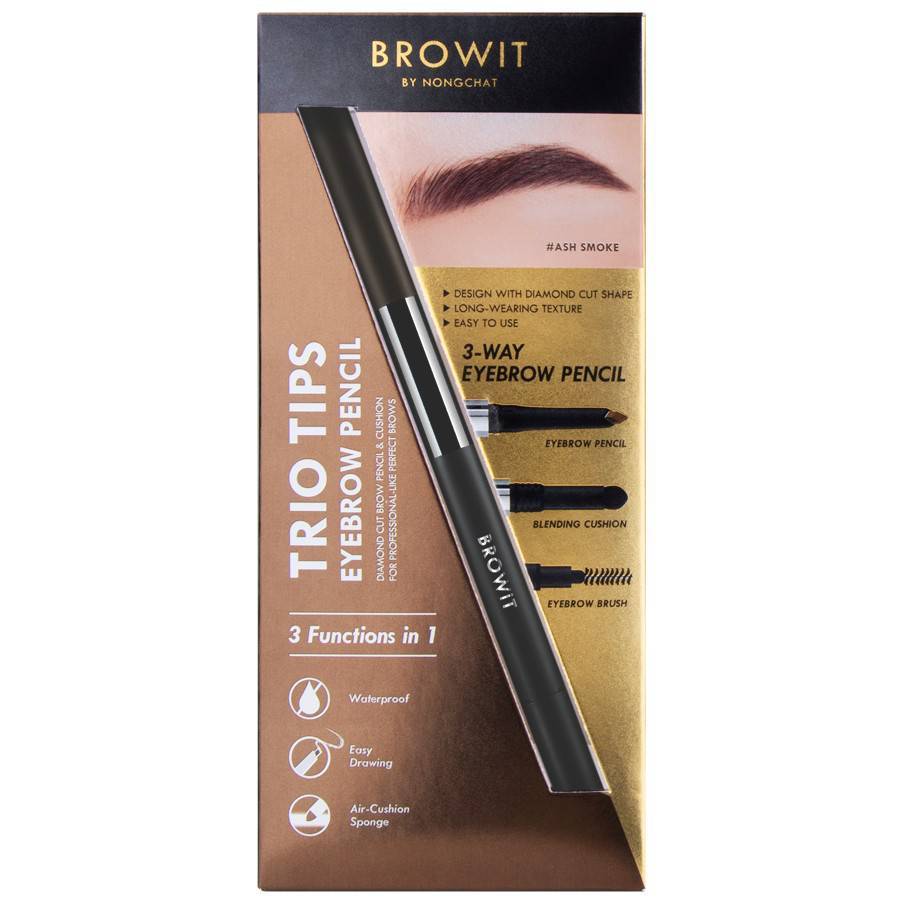 BROWIT
BY NONGCHAT
#ASH SMOKE
▶ DESIGN WITH DIAMOND CUT SHAPE
▶ LONG-WEARING TEXTURE
▶ EASY TO USE
3-WAY
EYEBROW PENCIL
EYEBROW PENCIL
BLENDING CUSHION
EYEBROW BRUSH
TRIO TIPS
EYEBROW PENCIL
DIAMOND CUT BROW PENCIL & CUSHION
FOR PROFESSIONAL-LIKE PERFECT BROWS
BROWiT
3 Functions in 1
Waterproof
Easy
Drawing
Air-Cushion
Sponge